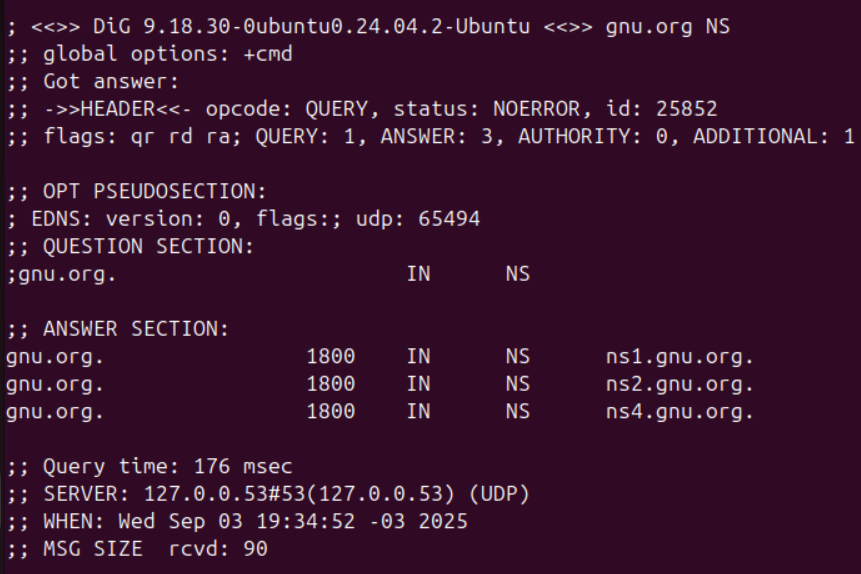 ; <<>> DiG 9.18.30-0ubuntu0.24.04.2-Ubuntu <<>> gnu.org NS
;; global options: +cmd
;; Got answer:
;; ->>HEADER<<- opcode: QUERY, status: NOERROR, id: 25852
;; flags: qr rd ra; QUERY: 1, ANSWER: 3, AUTHORITY: 0, ADDITIONAL: 1

;; OPT PSEUDOSECTION:
; EDNS: version: 0, flags:; udp: 65494
;; QUESTION SECTION:
;gnu.org.			IN	NS

;; ANSWER SECTION:
gnu.org.		1800	IN	NS	ns1.gnu.org.
gnu.org.		1800	IN	NS	ns2.gnu.org.
gnu.org.		1800	IN	NS	ns4.gnu.org.

;; Query time: 176 msec
;; SERVER: 127.0.0.53#53(127.0.0.53) (UDP)
;; WHEN: Wed Sep 03 19:34:52 -03 2025
;; MSG SIZE  rcvd: 90